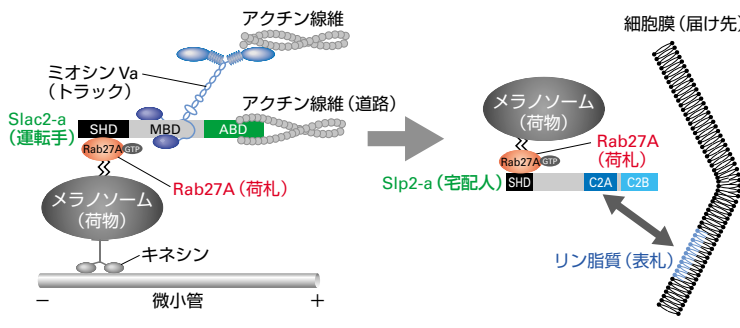 アクチン線維
ミオシンVa
(トラック)
アクチン線維(道路)
Slac2-a
(運転手)
SHD
MBD
ABD
Rab27A
GTP
Rab27A(荷札)
メラノソーム
(荷物)
キネシン
−
微小管
+
細胞膜(届け先)
メラノソーム
(荷物)
Rab27A
(荷札)
Rab27A
GTP
Slp2-a(宅配人)
SHD
C2A
C2B
リン脂質(表札)